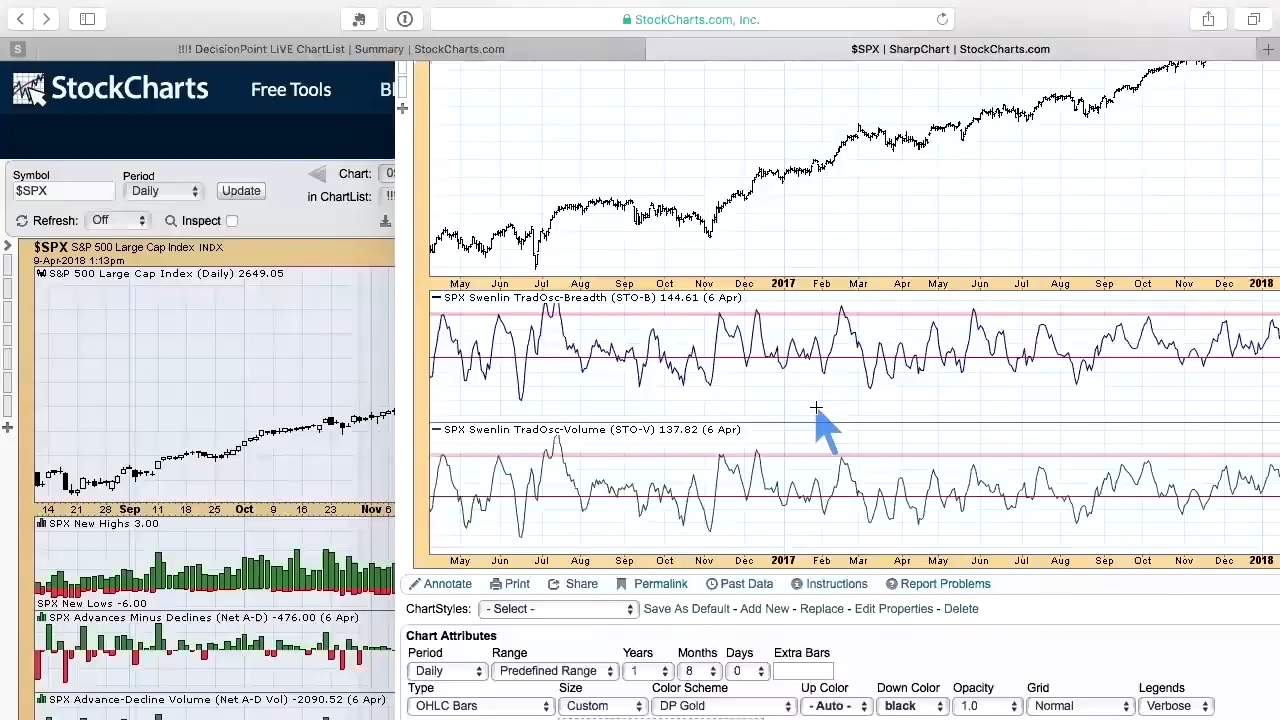 StockCharts.com, Inc.
S
!!!! DecisionPoint LIVE ChartList | Summary | StockCharts.com
$SPX | SharpChart | StockCharts.com
StockCharts
Free Tools
Symbol
Period
Chart:
$SPX
Daily
Update
in ChartList:
Refresh:
Off
Inspect
$SPX S&P 500 Large Cap Index INDX
9-Apr-2018 1:13pm
S&P 500 Large Cap Index (Daily) 2649.05
14 21 28 Sep 11 18 25 Oct 9 16 23 Nov 6
SPX New Highs 3.00
SPX New Lows -6.00
SPX Advances Minus Declines (Net A-D) -476.00 (6 Apr)
SPX Advance-Decline Volume (Net A-D Vol) -2090.52 (6 Apr)
May Jun Jul Aug Sep Oct Nov Dec 2017 Feb Mar Apr May Jun Jul Aug Sep Oct Nov Dec 2018
SPX Swenlin TradOsc-Breadth (STO-B) 144.61 (6 Apr)
SPX Swenlin TradOsc-Volume (STO-V) 137.82 (6 Apr)
May Jun Jul Aug Sep Oct Nov Dec 2017 Feb Mar Apr May Jun Jul Aug Sep Oct Nov Dec 2018
Annotate Print Share Permalink Past Data Instructions Report Problems
ChartStyles: - Select - Save As Default - Add New - Replace - Edit Properties - Delete
Chart Attributes
Period Range Years Months Days Extra Bars
Daily Predefined Range 1 8 0
Type Size Color Scheme Up Color Down Color Opacity Grid Legends
OHLC Bars Custom DP Gold - Auto - black 1.0 Normal Verbose